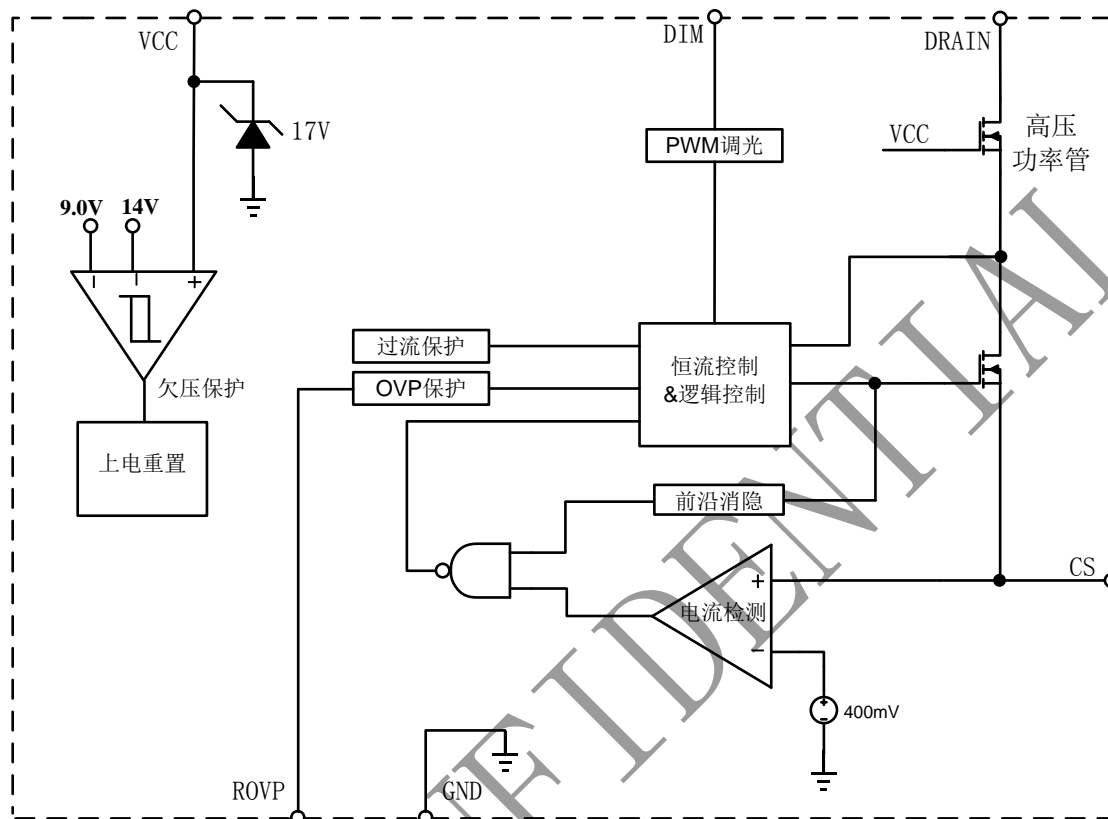 VCC
DIM
DRAIN
17V
PWM调光
VCC
高压
功率管
9.0V
14V
过流保护
恒流控制
&逻辑控制
欠压保护
OVP保护
上电重置
前沿消隐
CS
+
电流检测
400mV
ROVP
GND
FIDENTIAL